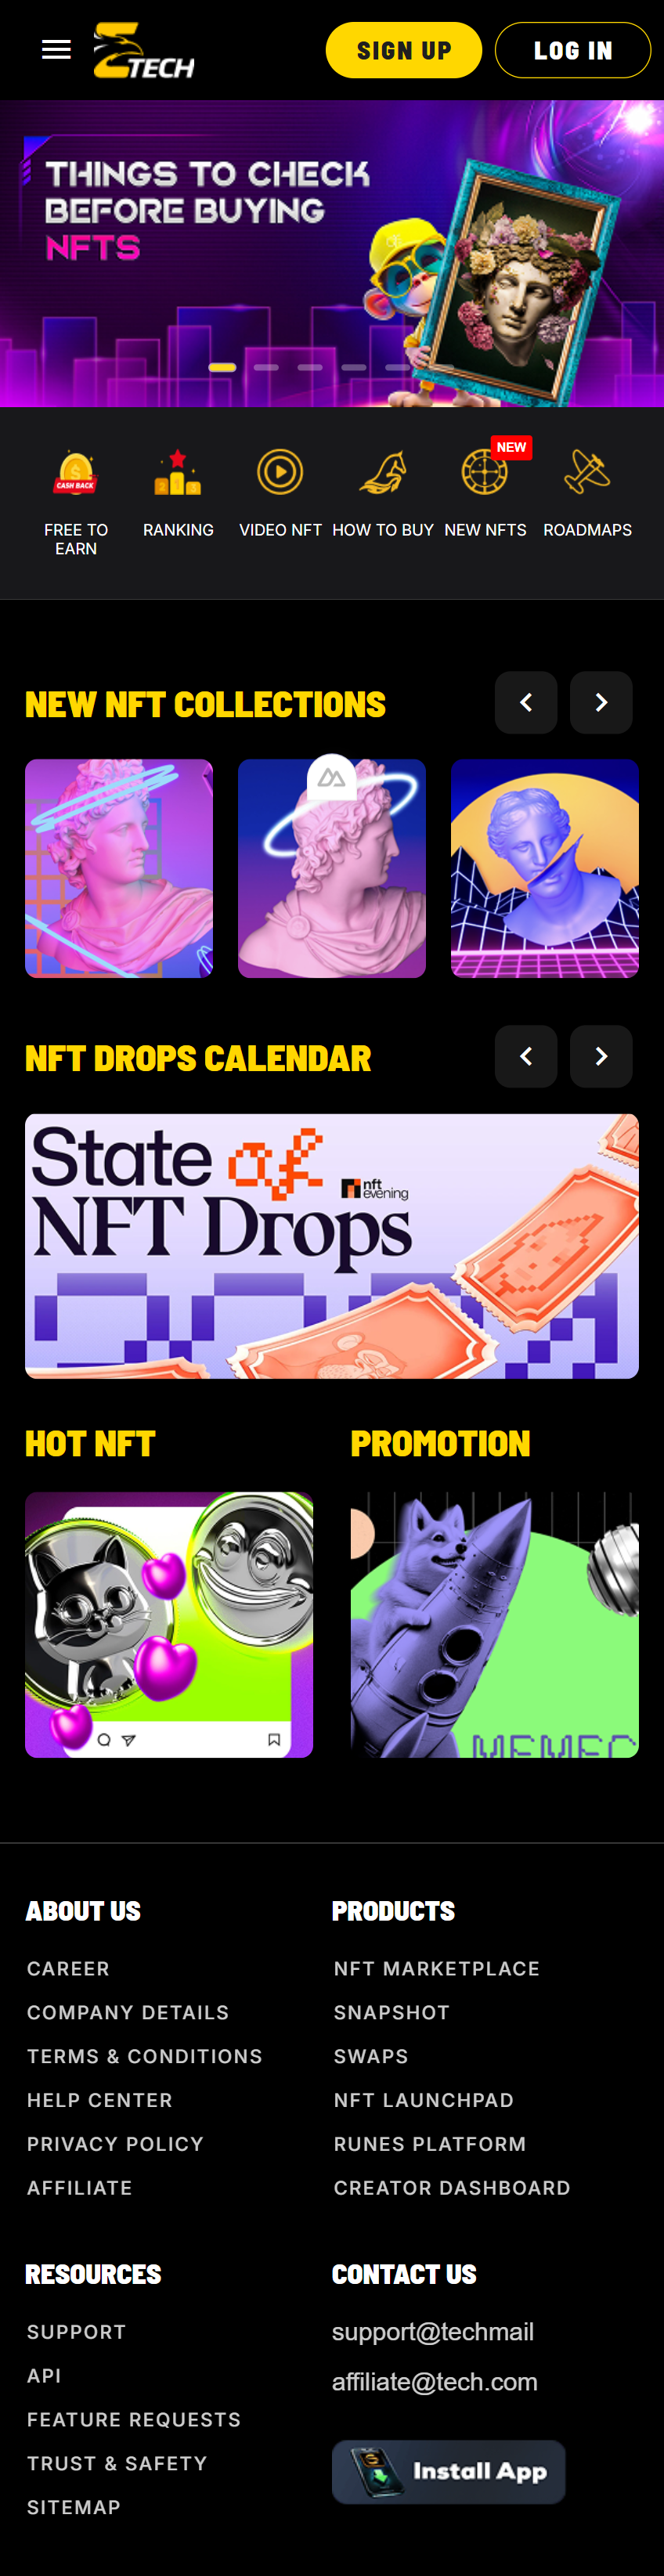 TECH
SIGN UP
LOG IN
THINGS TO CHECK
BEFORE BUYING
NFTS
CASH BACK
NEW
FREE TO
EARN
RANKING
VIDEO NFT
HOW TO BUY
NEW NFTS
ROADMAPS
NEW NFT COLLECTIONS
NFT DROPS CALENDAR
State of
nft
evening
NFT Drops
HOT NFT
PROMOTION
ABOUT US
CAREER
COMPANY DETAILS
TERMS & CONDITIONS
HELP CENTER
PRIVACY POLICY
AFFILIATE
PRODUCTS
NFT MARKETPLACE
SNAPSHOT
SWAPS
NFT LAUNCHPAD
RUNES PLATFORM
CREATOR DASHBOARD
RESOURCES
SUPPORT
API
FEATURE REQUESTS
TRUST & SAFETY
SITEMAP
CONTACT US
support@techmail
affiliate@tech.com
Install App